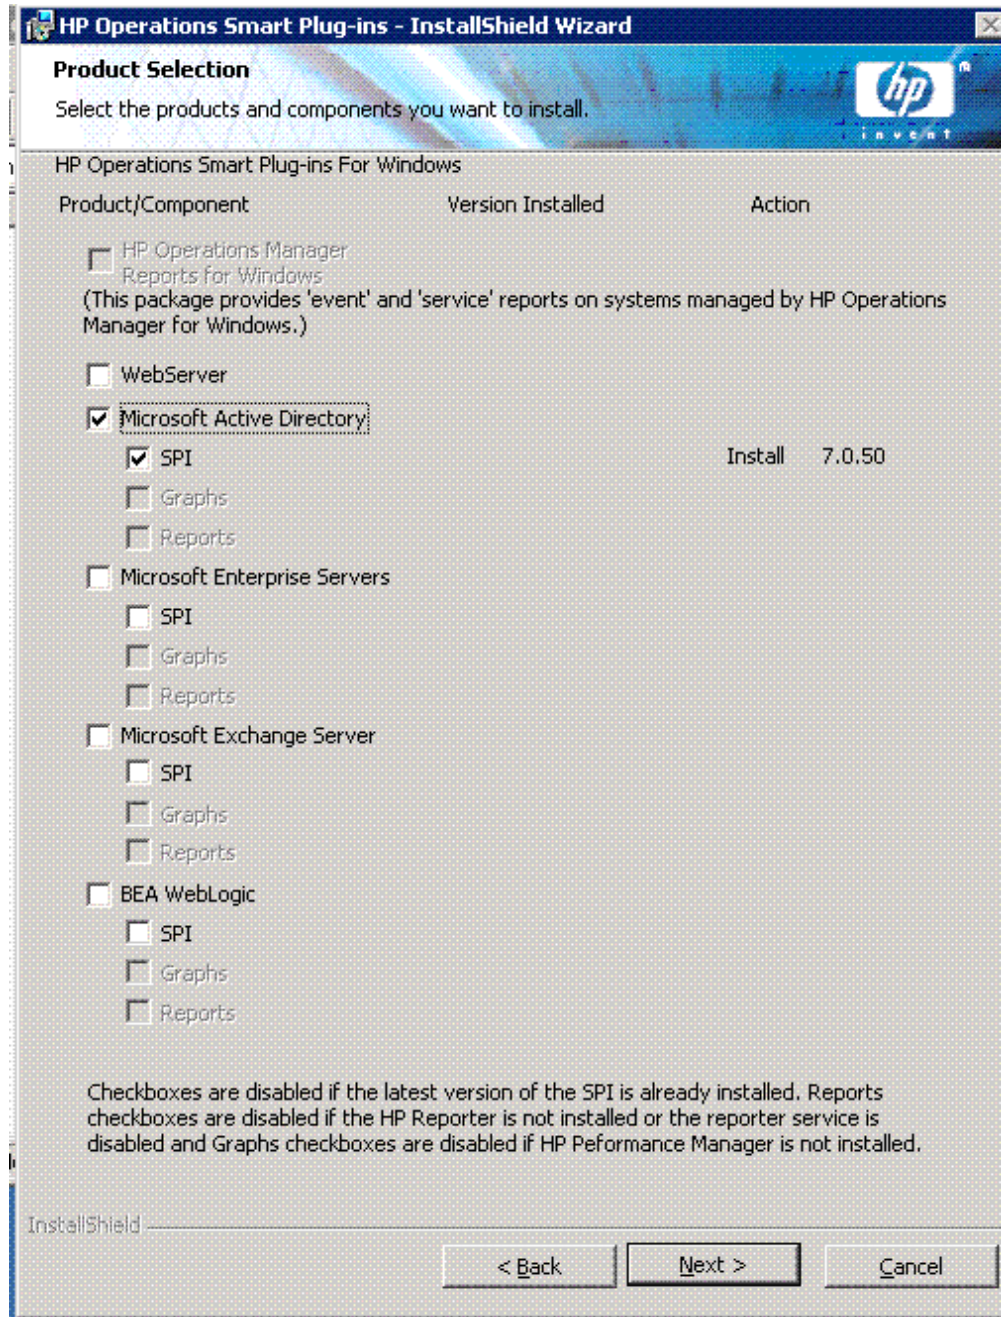 HP Operations Smart Plug-ins - InstallShield Wizard
Product Selection
Select the products and components you want to install.
hp
invent
HP Operations Smart Plug-ins For Windows
Product/Component Version Installed Action
HP Operations Manager
Reports for Windows
(This package provides 'event' and 'service' reports on systems managed by HP Operations
Manager for Windows.)
WebServer
Microsoft Active Directory
SPI Install 7.0.50
Graphs
Reports
Microsoft Enterprise Servers
SPI
Graphs
Reports
Microsoft Exchange Server
SPI
Graphs
Reports
BEA WebLogic
SPI
Graphs
Reports
Checkboxes are disabled if the latest version of the SPI is already installed. Reports
checkboxes are disabled if the HP Reporter is not installed or the reporter service is
disabled and Graphs checkboxes are disabled if HP Peformance Manager is not installed.
InstallShield
< Back Next > Cancel